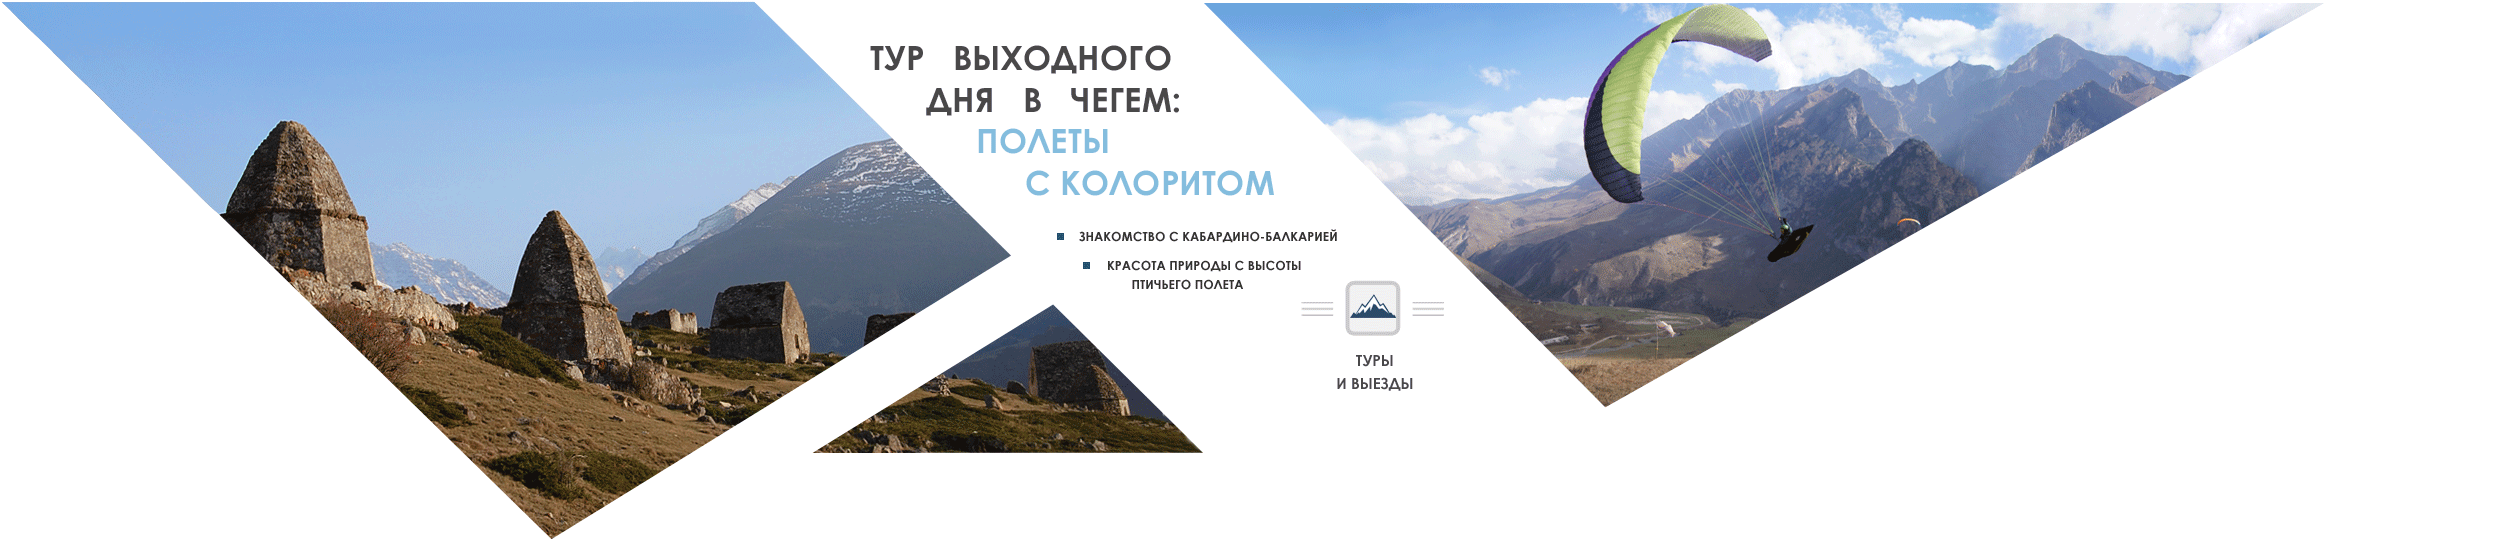 ТУР ВЫХОДНОГО
ДНЯ В ЧЕГЕМ:
ПОЛЕТЫ
С КОЛОРИТОМ
ЗНАКОМСТВО С КАБАРДИНО-БАЛКАРИЕЙ
КРАСОТА ПРИРОДЫ С ВЫСОТЫ
ПТИЧЬЕГО ПОЛЕТА
ТУРЫ
И ВЫЕЗДЫ